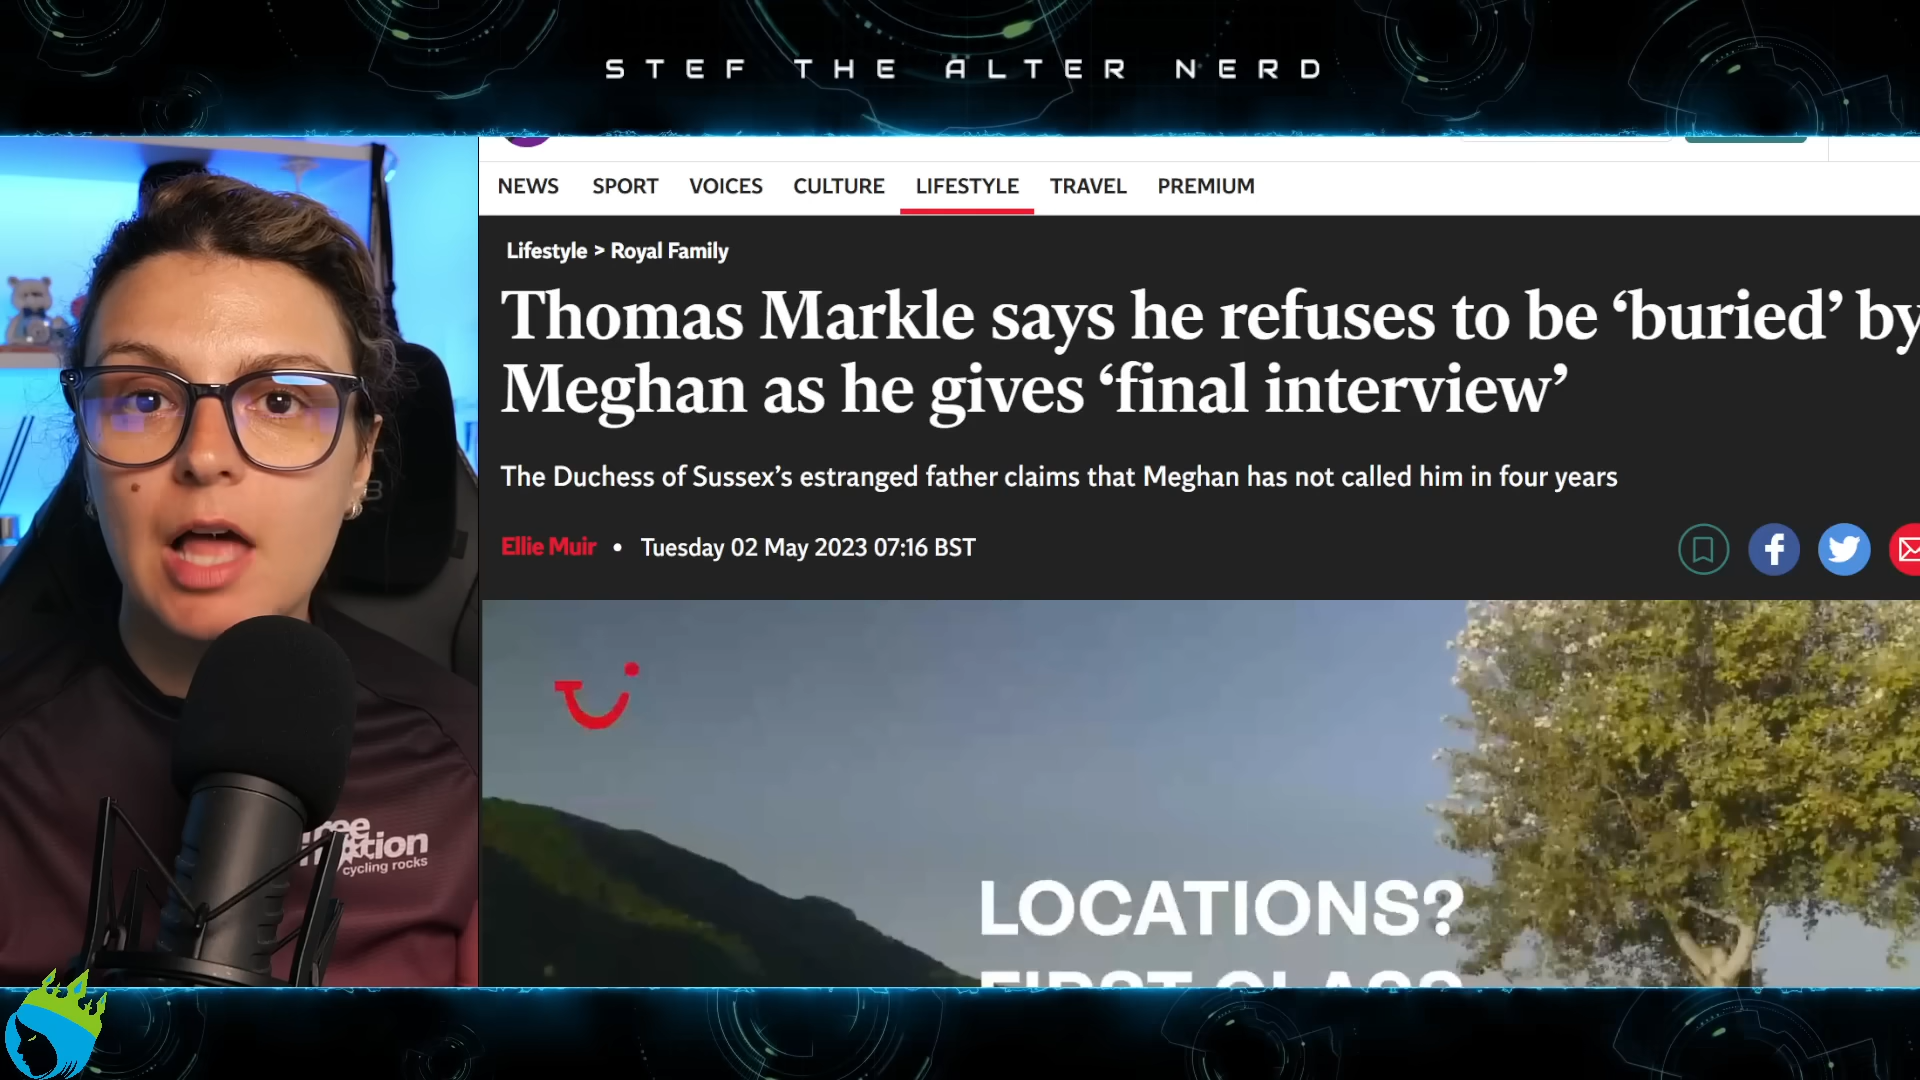 STEF THE ALTER NERD
NEWS SPORT VOICES CULTURE LIFESTYLE TRAVEL PREMIUM
Lifestyle > Royal Family
Thomas Markle says he refuses to be ‘buried’ by
Meghan as he gives ‘final interview’
The Duchess of Sussex’s estranged father claims that Meghan has not called him in four years
Ellie Muir • Tuesday 02 May 2023 07:16 BST
LOCATIONS?
FIRST CLASS
cycling rocks